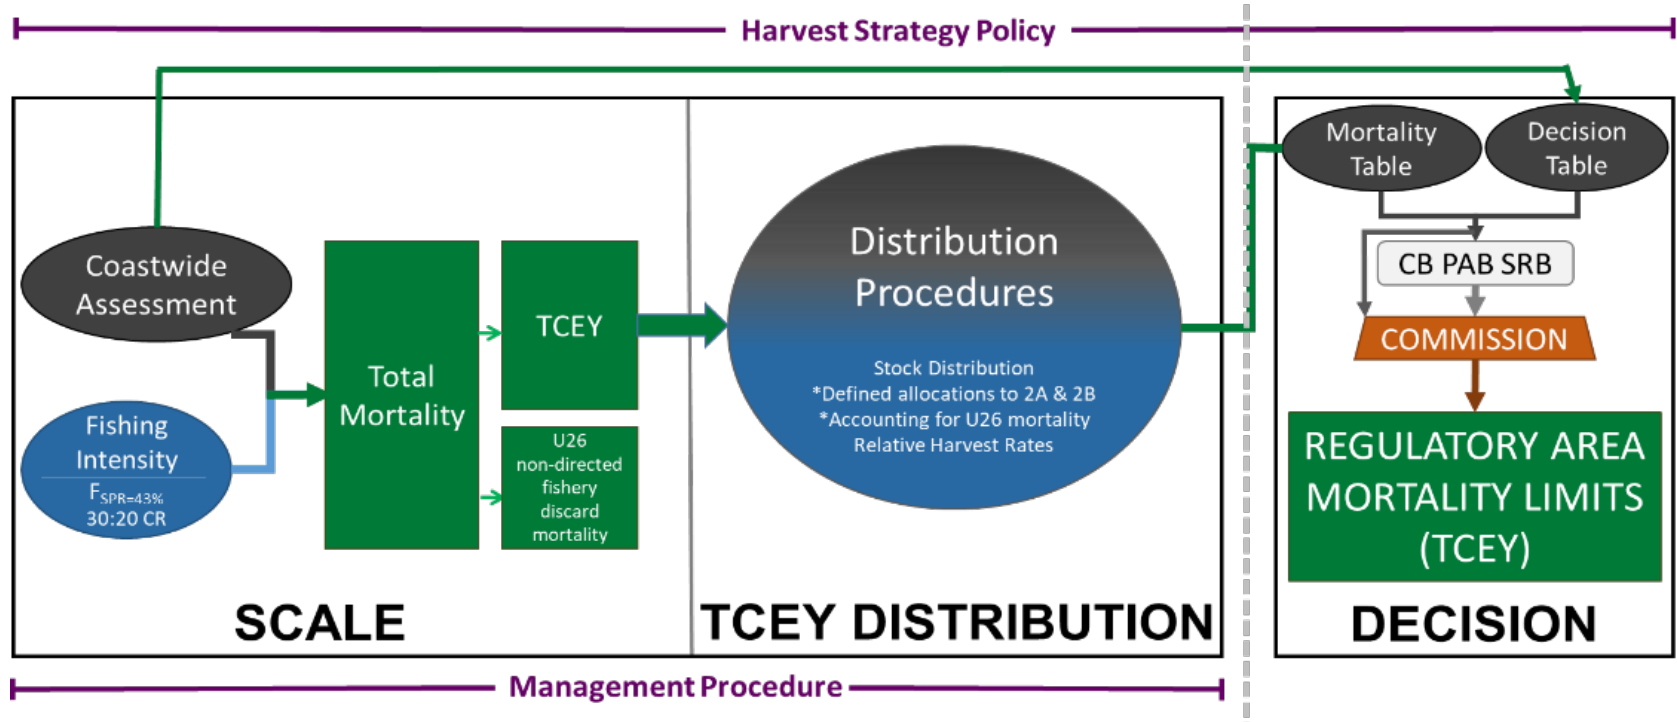 Harvest Strategy Policy
Coastwide
Assessment
Fishing
Intensity
FSPR=43%
30:20 CR
Total
Mortality
TCEY
U26
non-directed
fishery
discard
mortality
SCALE
Distribution
Procedures
Stock Distribution
*Defined allocations to 2A & 2B
*Accounting for U26 mortality
Relative Harvest Rates
TCEY DISTRIBUTION
Mortality
Table
Decision
Table
CB PAB SRB
COMMISSION
REGULATORY AREA
MORTALITY LIMITS
(TCEY)
DECISION
Management Procedure